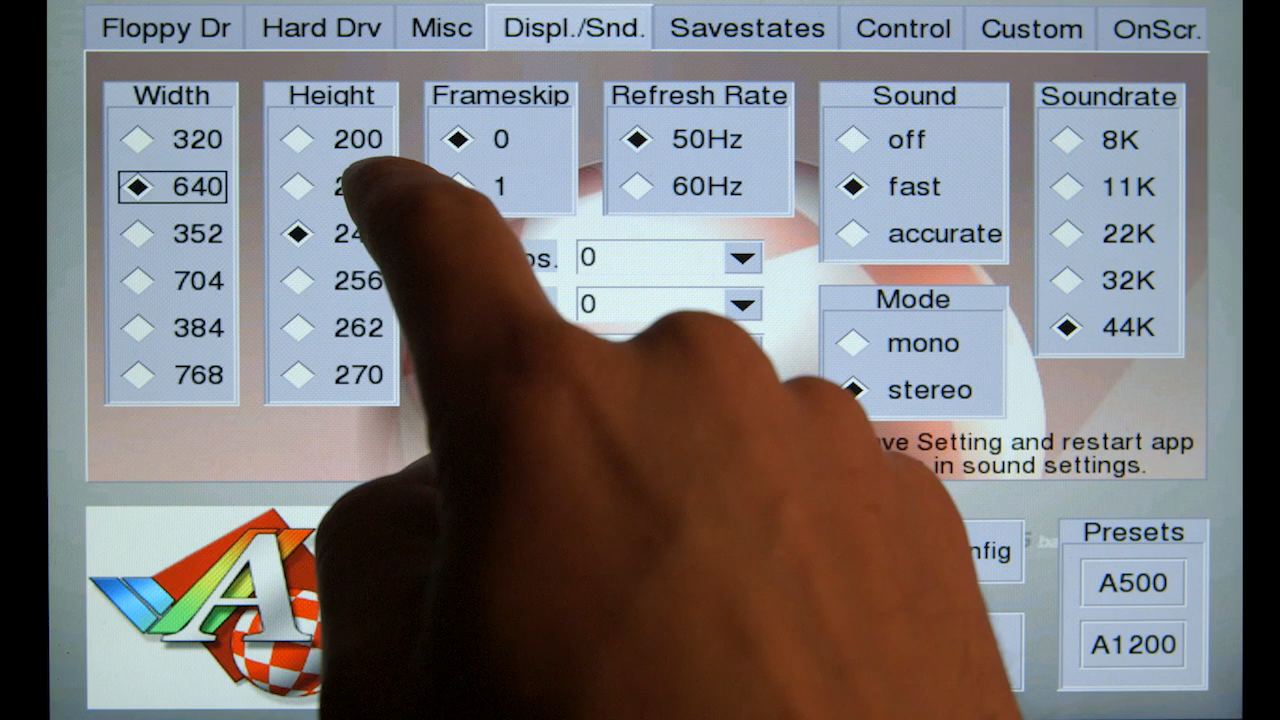 Floppy Dr Hard Drv Misc Displ./Snd. Savestates Control Custom OnScr.
Width Height Frameskip Refresh Rate Sound Soundrate
320 200 0 50Hz off 8K
640 1 60Hz fast 11K
352 accurate 22K
0
704 256 32K
0
Mode
384 262 mono 44K
768 270 stereo
Setting and restart app
in sound settings.
A
Presets
A500
A1200